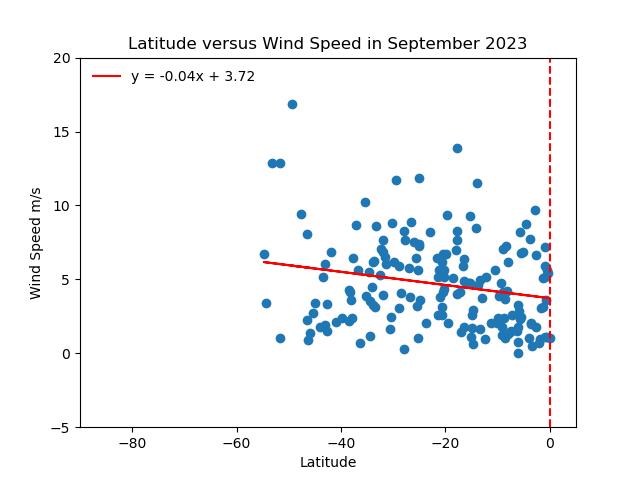 Latitude versus Wind Speed in September 2023
y = -0.04x + 3.72
Wind Speed m/s
20
15
10
5
0
−5
−80
−60
−40
−20
0
Latitude